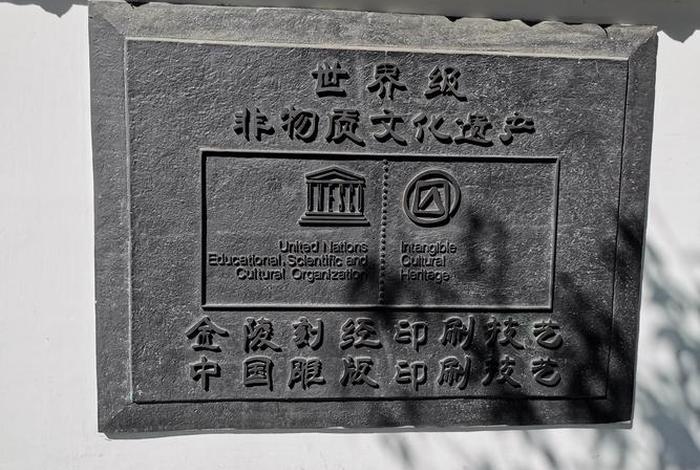 世界级
非物质文化遗产
UNESCO
United Nations
Educational, Scientific and
Cultural Organization
Intangible
Cultural
Heritage
金陵刻经印刷技艺
中国雕版印刷技艺